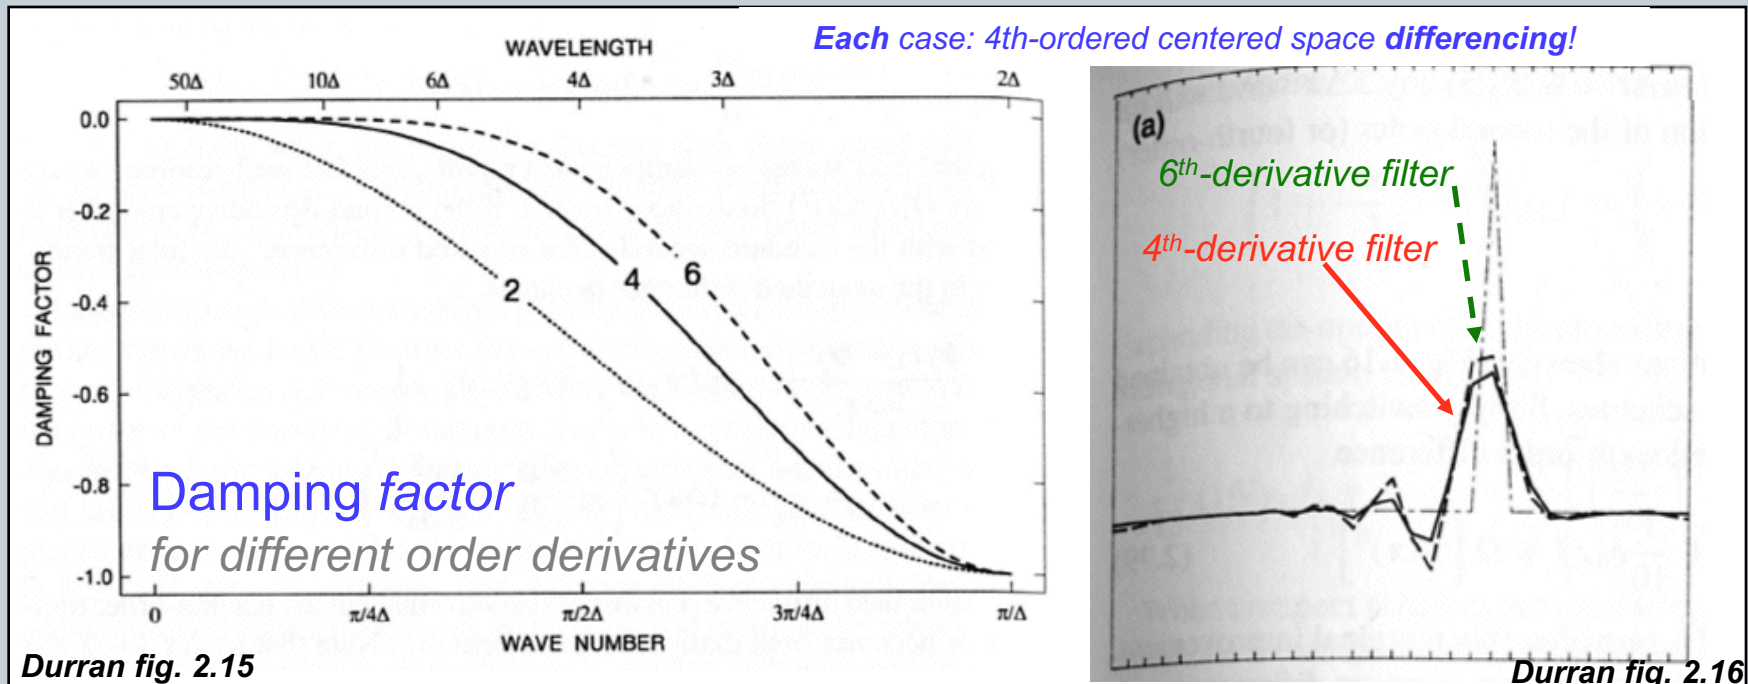 Each case: 4th-ordered centered space differencing!
WAVELENGTH
50Δ 10Δ 6Δ 4Δ 3Δ 2Δ
0.0
-0.2
-0.4
-0.6
-0.8
-1.0
DAMPING FACTOR
2 4 6
Damping factor
for different order derivatives
0 π/4Δ π/2Δ 3π/4Δ π/Δ
WAVE NUMBER
Durran fig. 2.15
(a)
6th-derivative filter
4th-derivative filter
Durran fig. 2.16